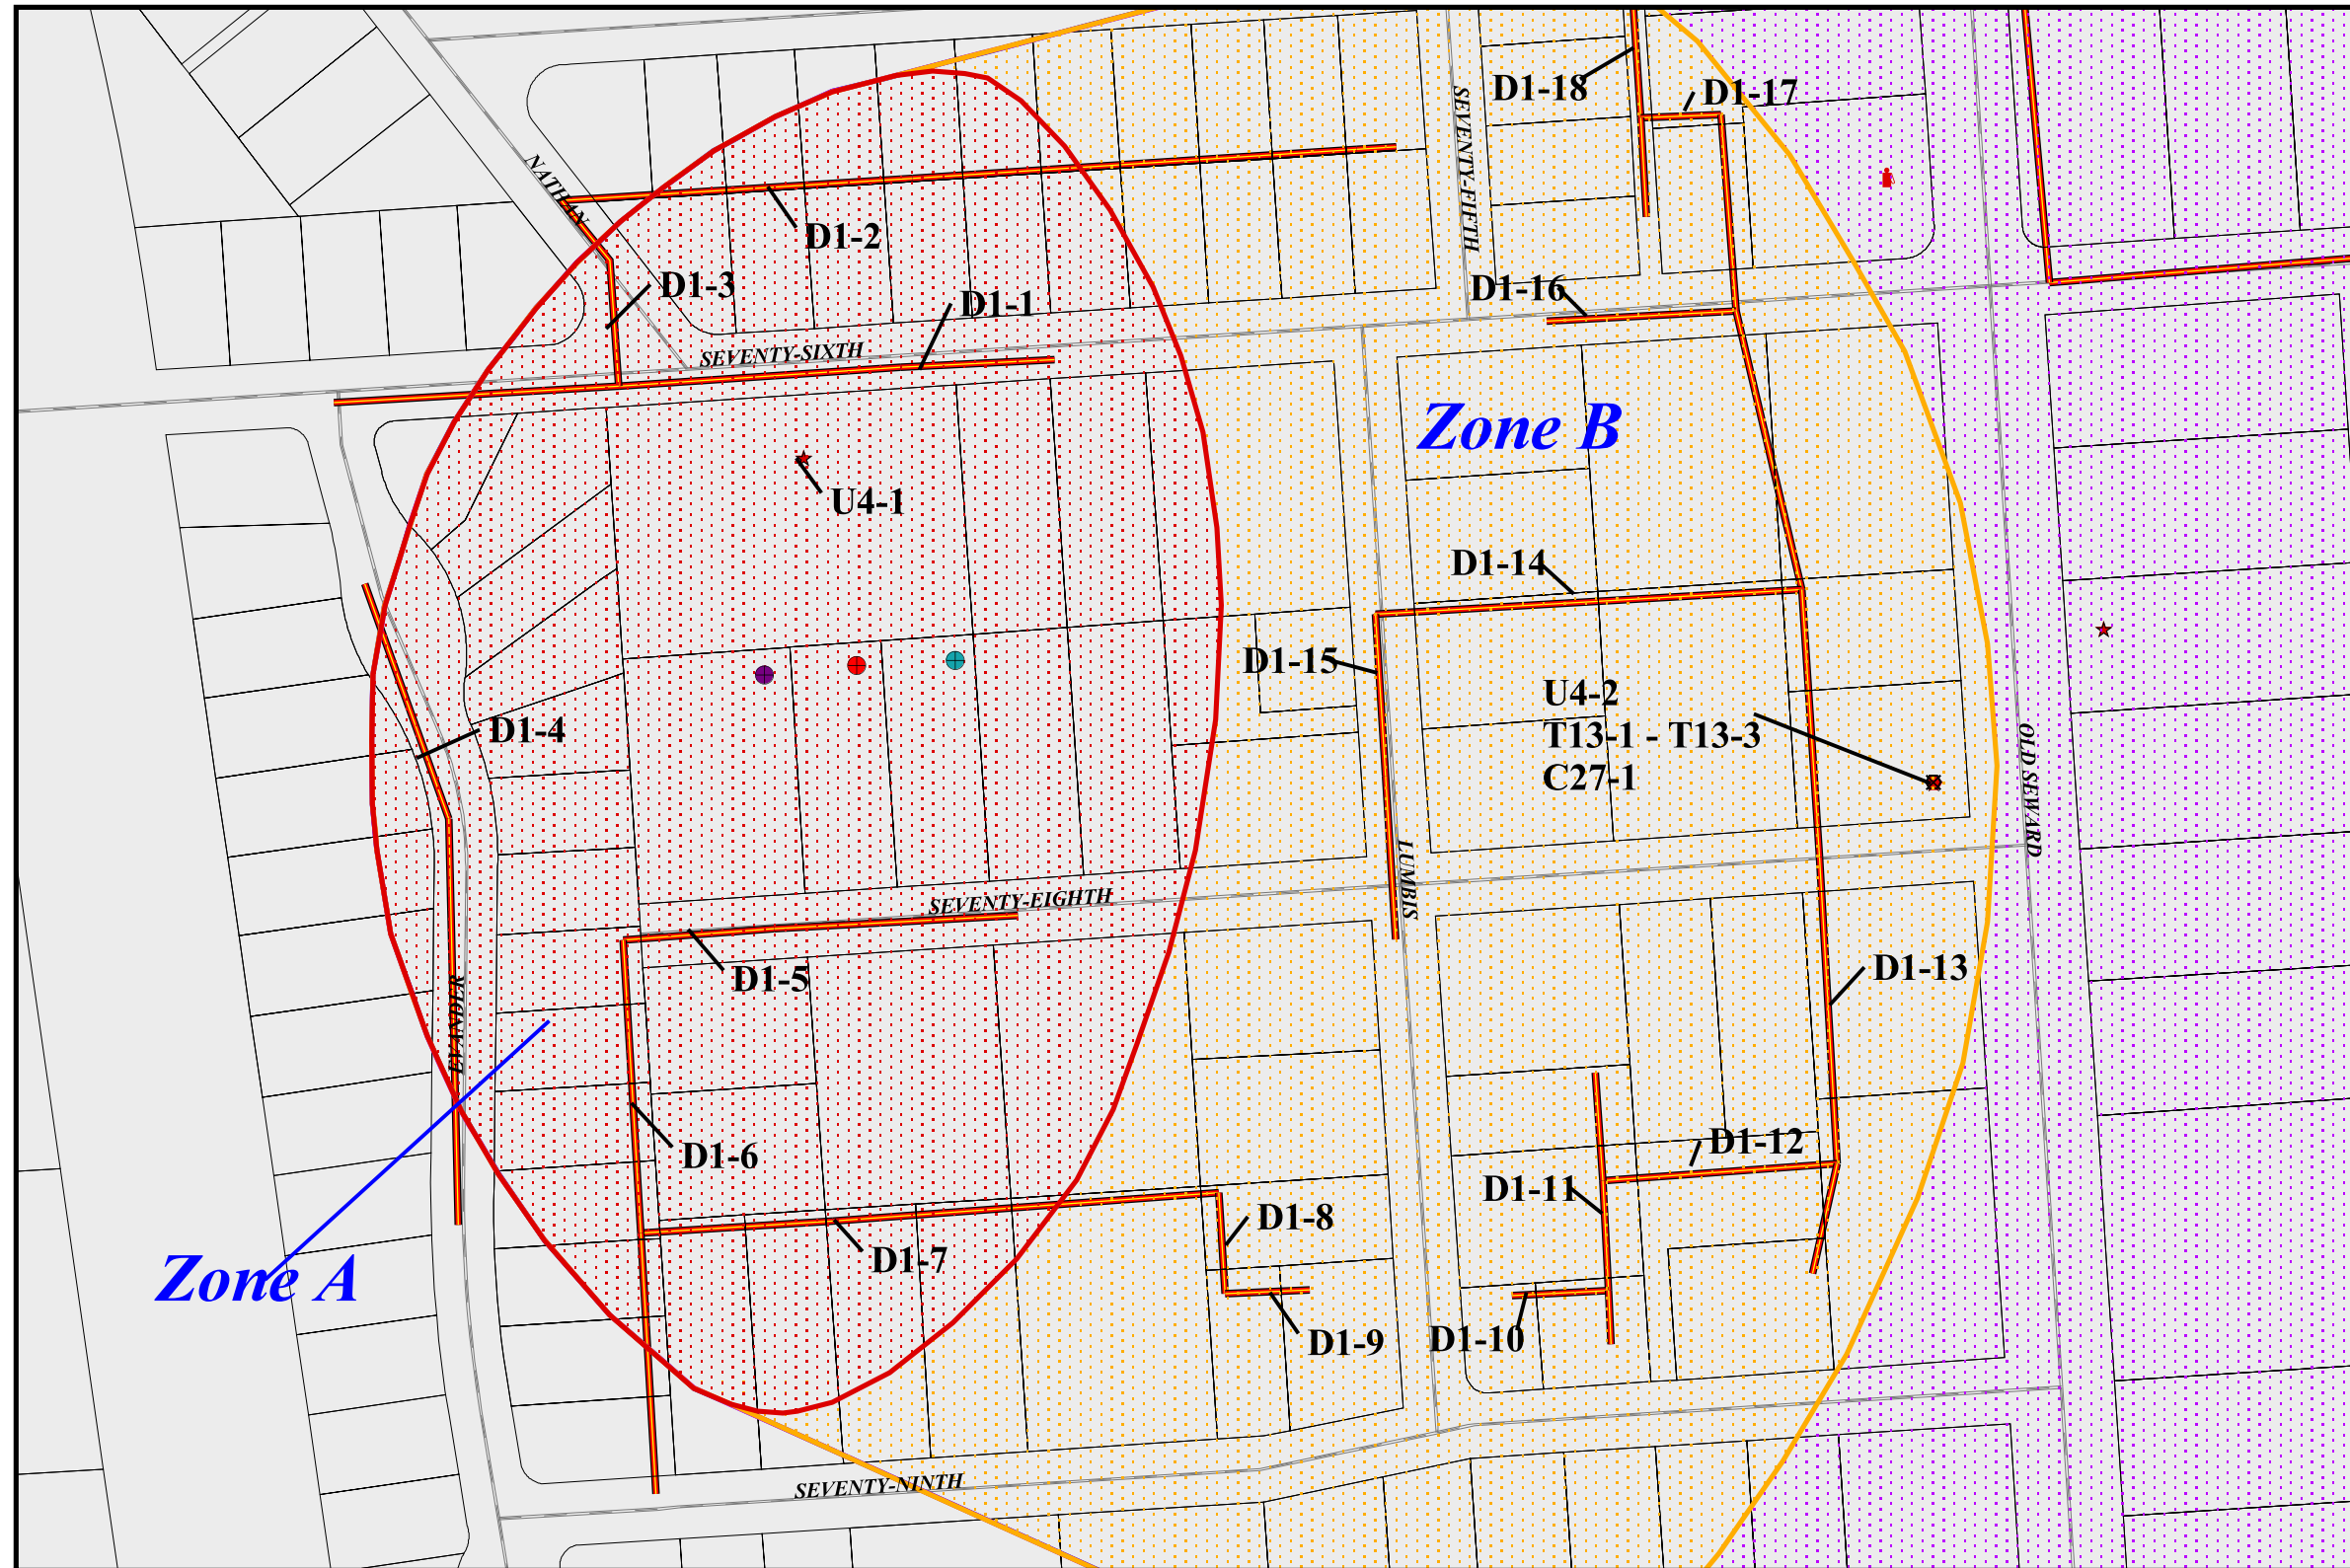 D1-18
D1-17
SEVENTY-FIFTH
NATHAN
D1-2
D1-3
D1-1
D1-16
SEVENTY-SIXTH
Zone B
U4-1
D1-14
D1-15
U4-2
T13-1 - T13-3
C27-1
D1-4
OLD SEWARD
LUMBIS
SEVENTY-EIGHTH
D1-5
D1-13
D1-6
D1-12
D1-11
D1-8
D1-7
Zone A
D1-10
D1-9
SEVENTY-NINTH